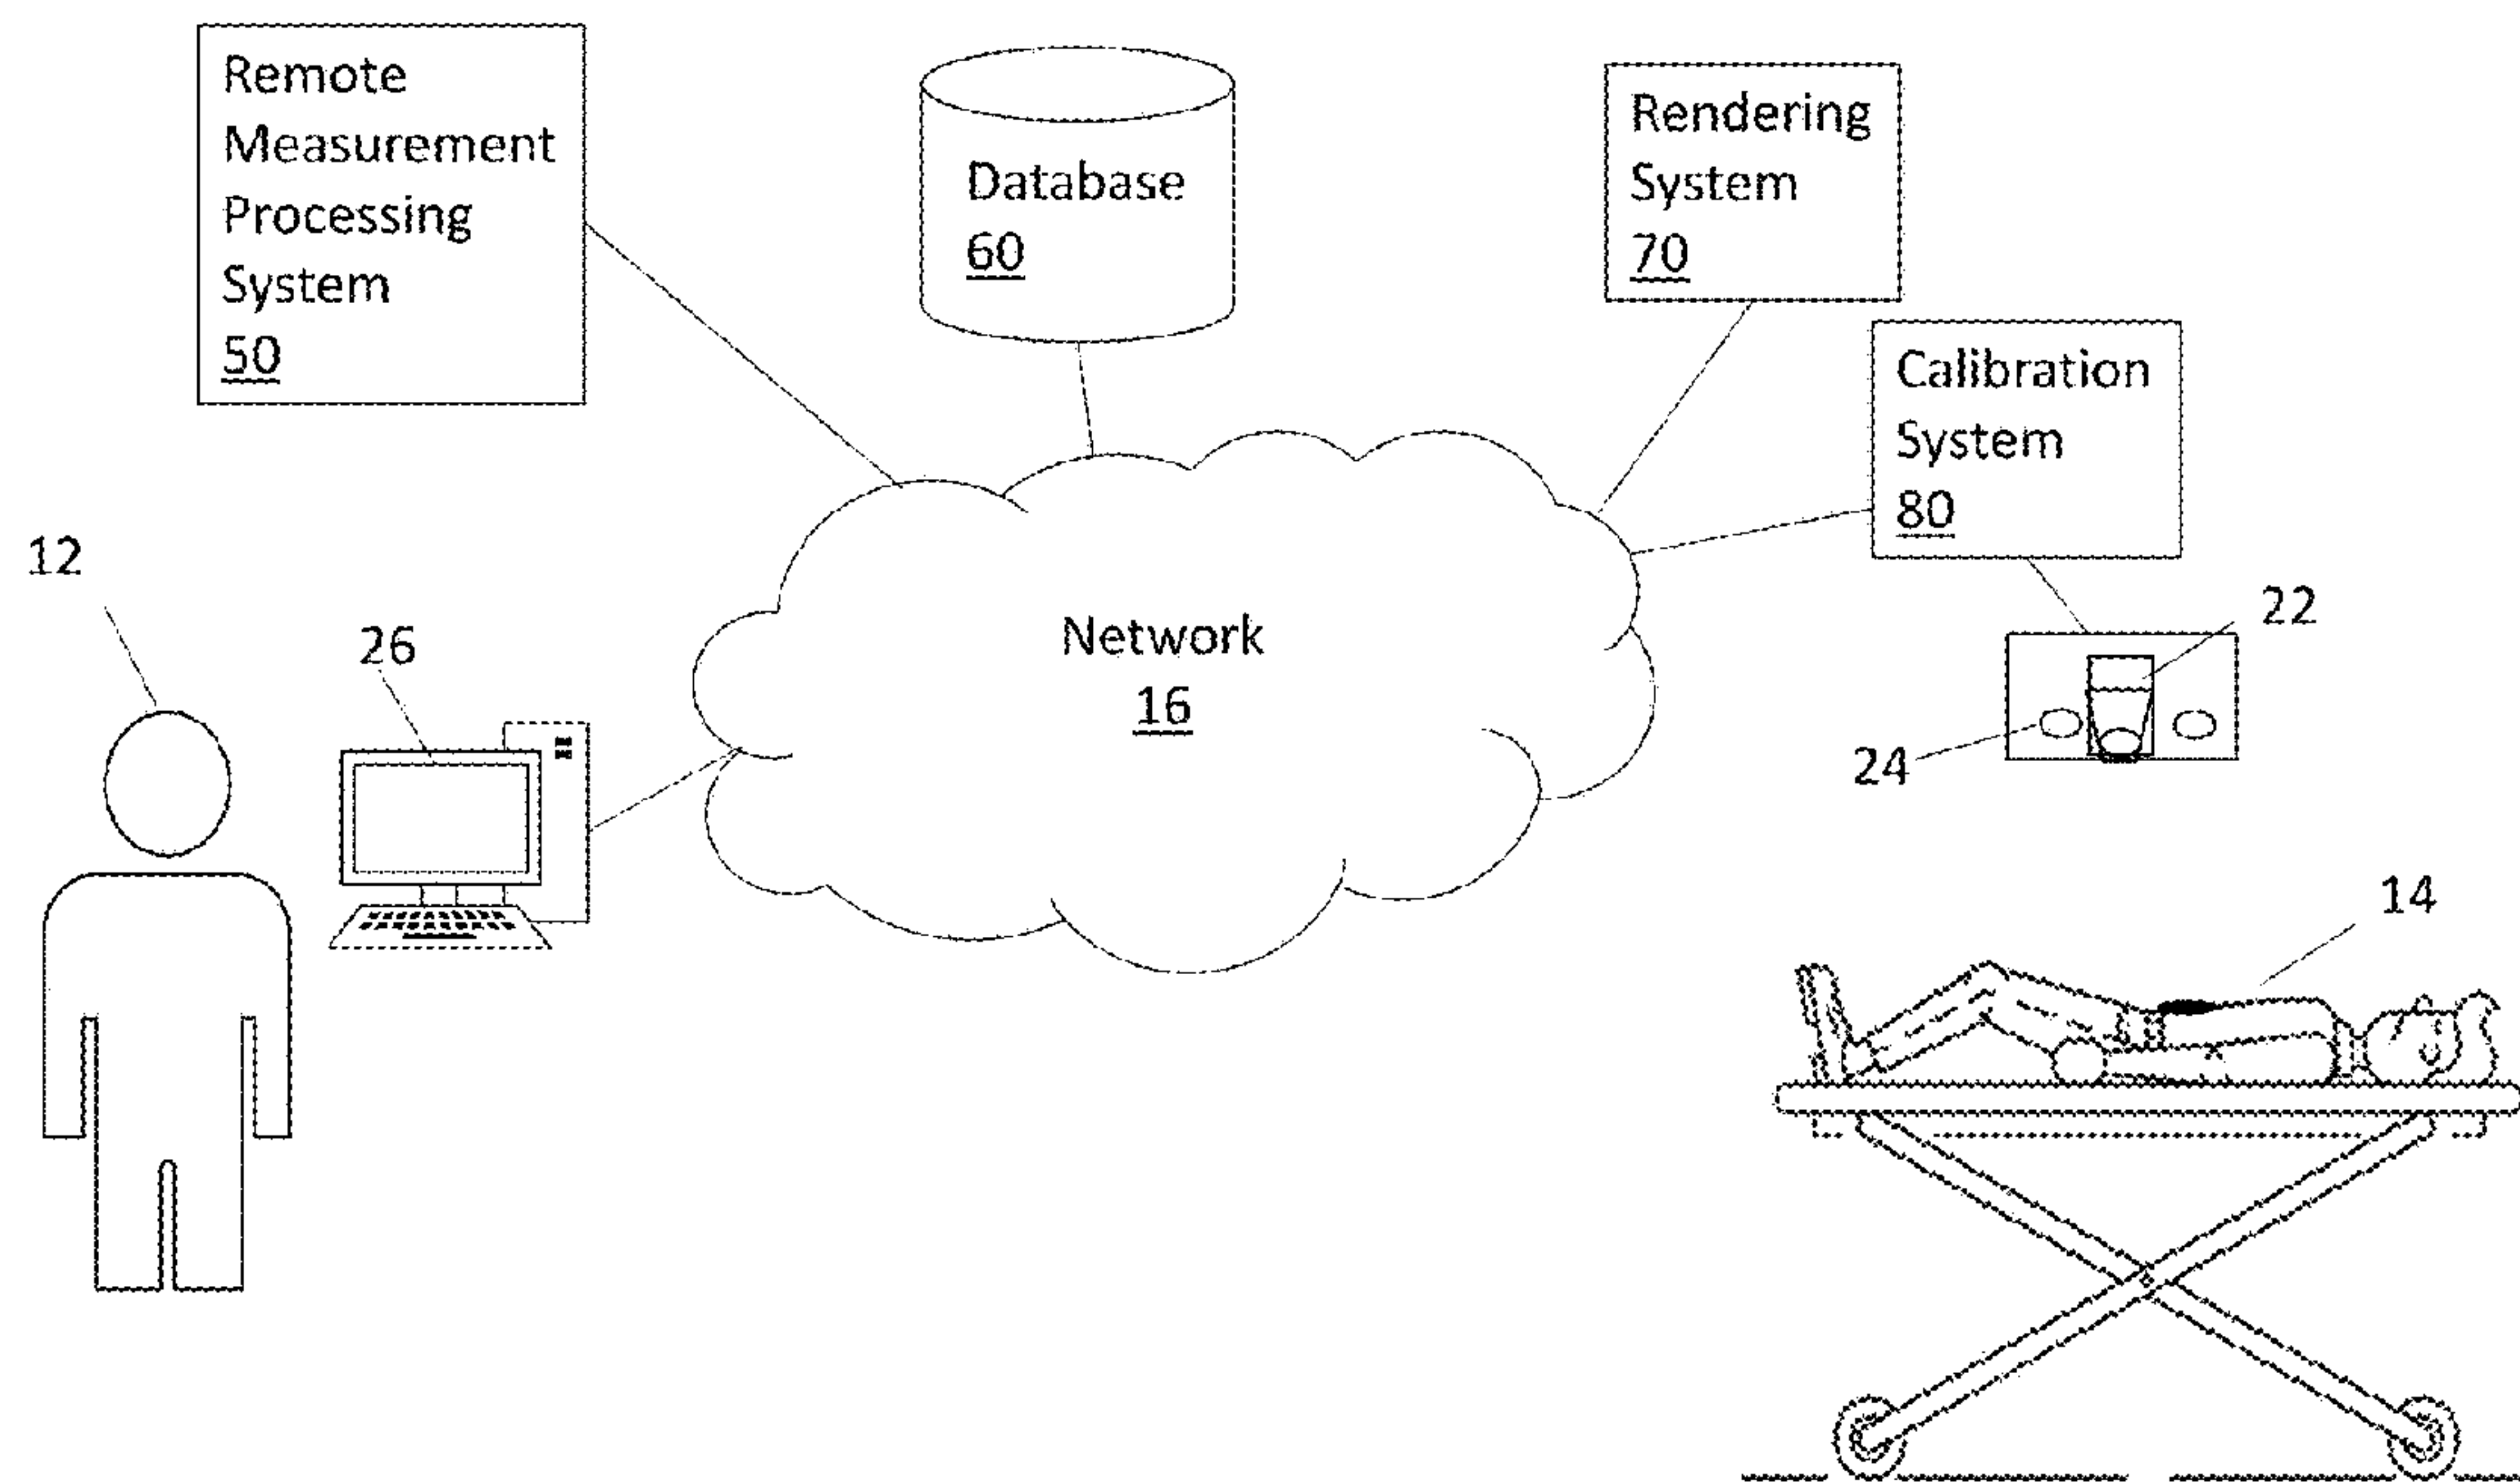 Remote
Measurement
Processing
System
50
Database
60
Rendering
System
70
Calibration
System
80
12
26
Network
16
22
24
14